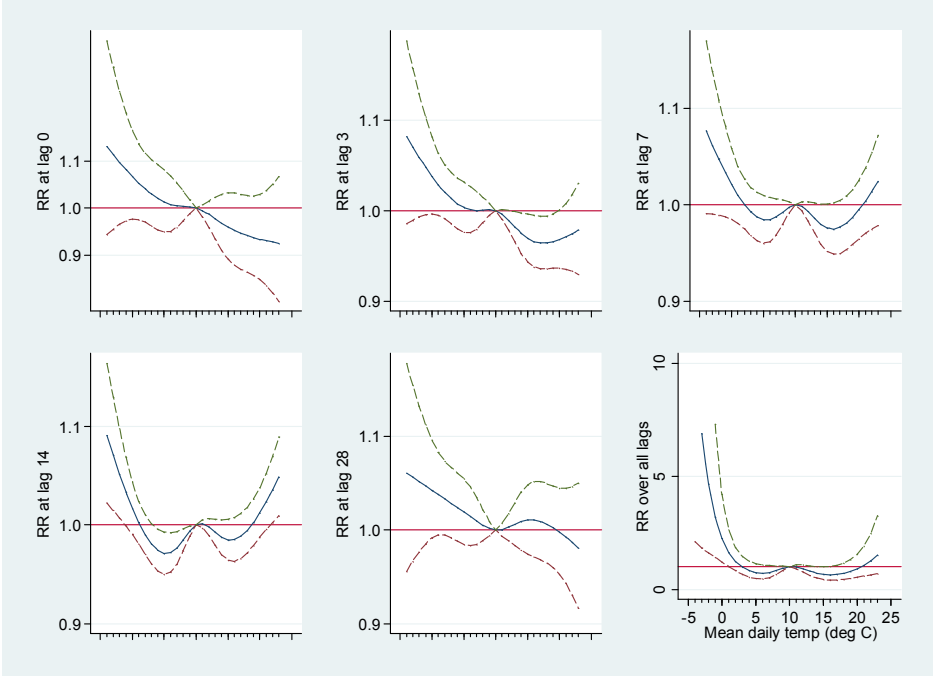 RR at lag 0
1.1
1.0
0.9
RR at lag 3
1.1
1.0
0.9
RR at lag 7
1.1
1.0
0.9
RR at lag 14
1.1
1.0
0.9
RR at lag 28
1.1
1.0
0.9
RR over all lags
10
5
0
-5 0 5 10 15 20 25
Mean daily temp (deg C)